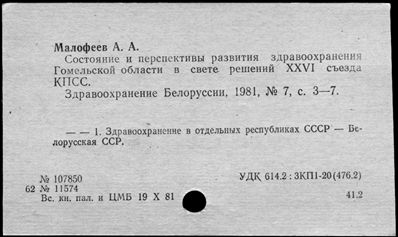 Малофеев А. А.
Состояние и перспективы развития здравоохранения
Гомельской области в свете решений XXVI съезда
КПСС.
Здравоохранение Белоруссии, 1981, № 7, с. 3—7.
— — 1. Здравоохранение в отдельных республиках СССР — Бе-
лорусская ССР.
№ 107850
УДК 614.2 : 3КП1-20 (476.2)
62 № 11574
Вс. кн. пал. и ЦМБ 19 X 81
41.2